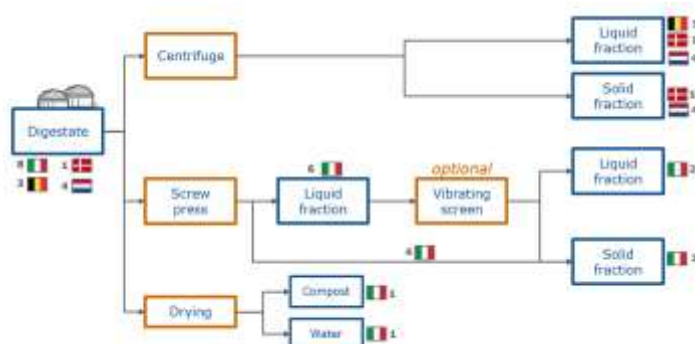 Centrifuge
Liquid
fraction
Solid
fraction
Digestate
8
1
3
4
Screw
press
6
Liquid
fraction
optional
Vibrating
screen
Liquid
fraction
2
4
Solid
fraction
Drying
Compost
1
Water
1